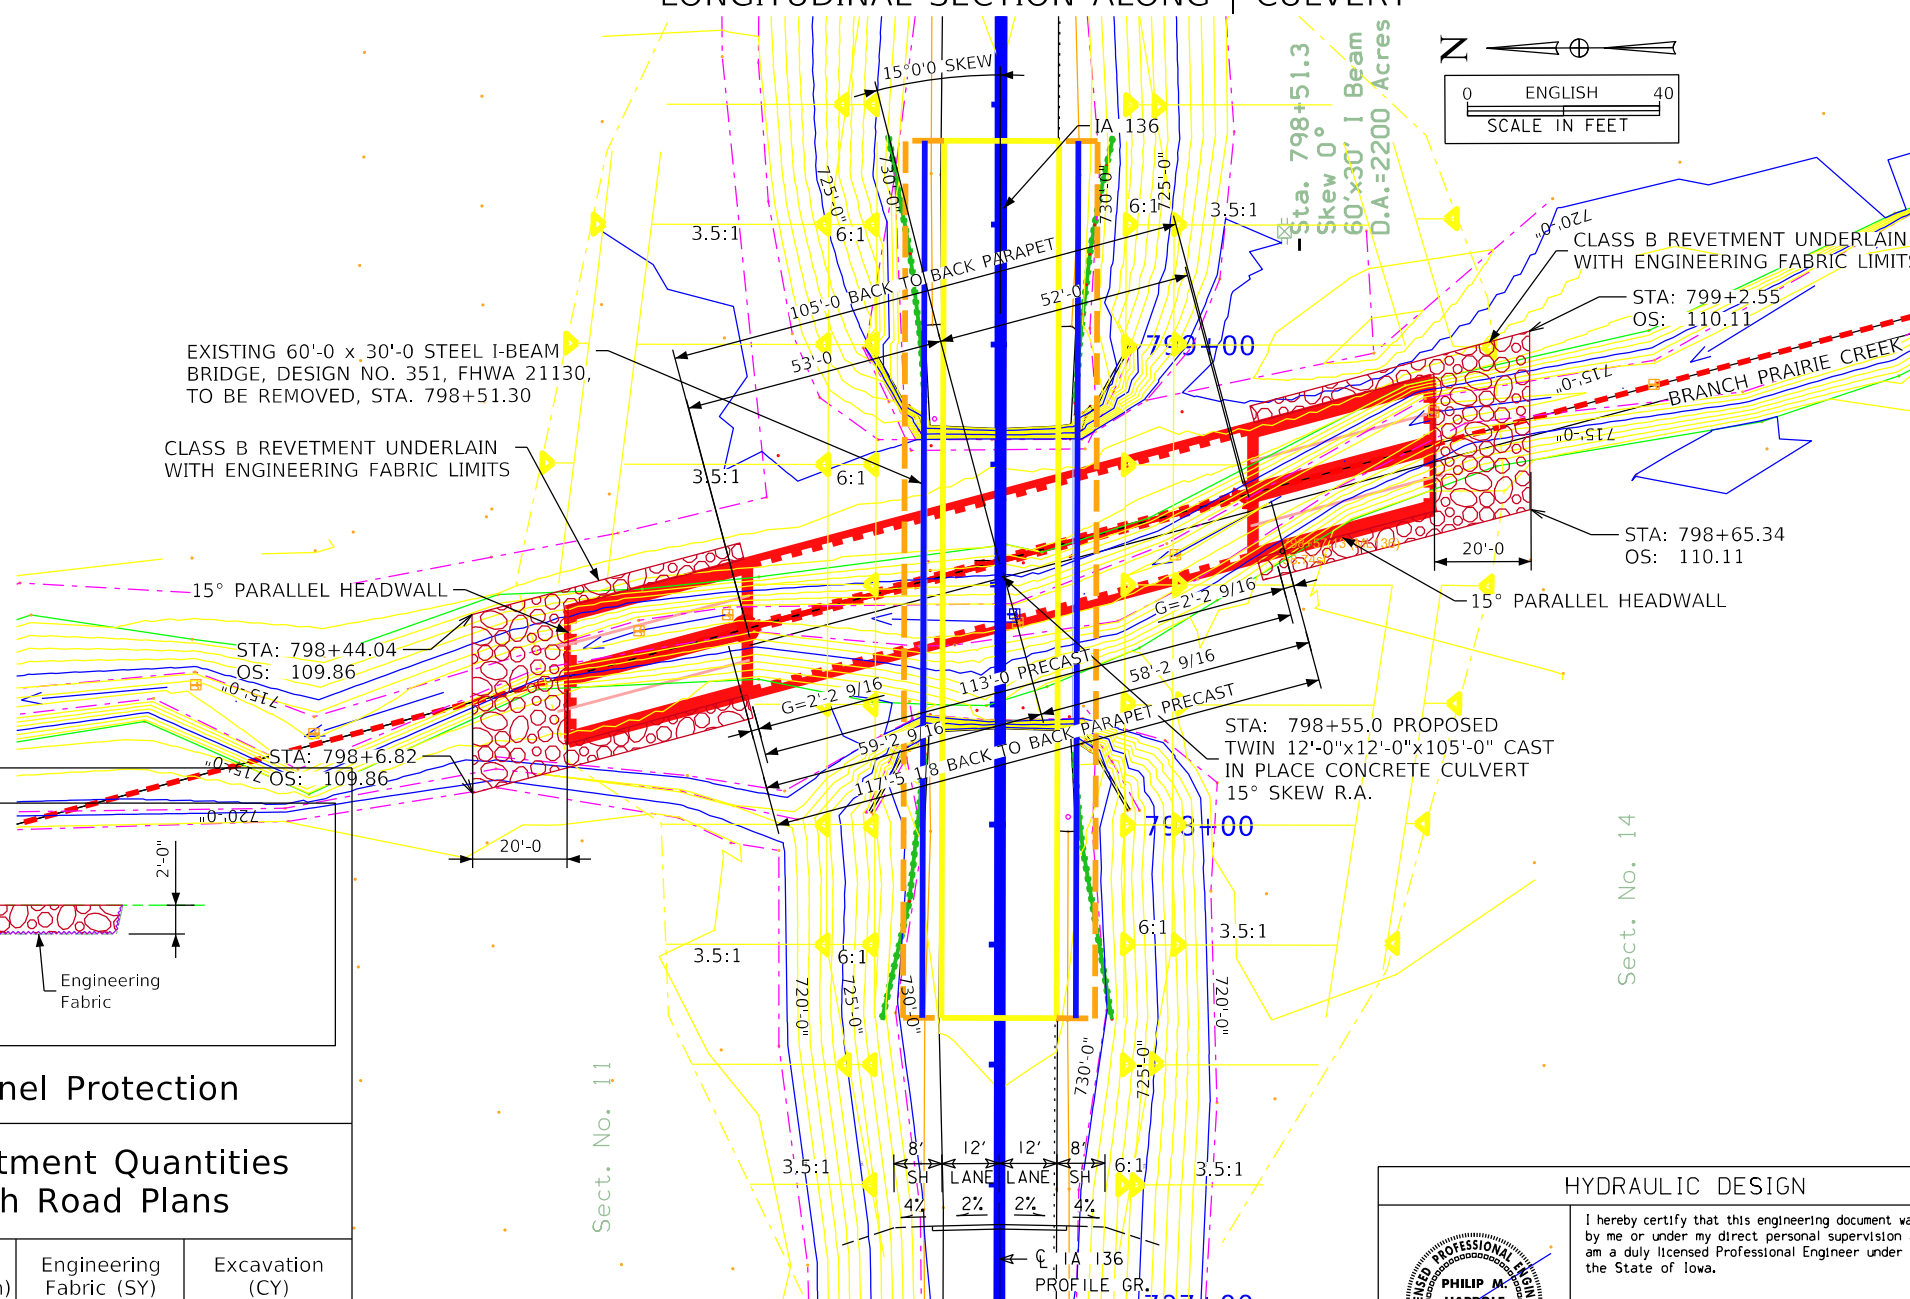 LONGITUDINAL SECTION ALONG CULVERT
15°0'0 SKEW
IA 136
Sta. 798+51.3
Skew 0°
60'x30' I Beam
D.A.=2200 Acres
N
0 ENGLISH 40
SCALE IN FEET
730'-0"
725'-0"
730'-0"
725'-0"
3.5:1
6:1
6:1
3.5:1
720'-0"
CLASS B REVETMENT UNDERLAIN
WITH ENGINEERING FABRIC LIMITS
STA: 799+2.55
OS: 110.11
105'-0 BACK TO BACK PARAPET
52'-0
53'-0
799+00
EXISTING 60'-0 x 30'-0 STEEL I-BEAM
BRIDGE, DESIGN NO. 351, FHWA 21130,
TO BE REMOVED, STA. 798+51.30
715'-0"
BRANCH PRAIRIE CREEK
715'-0"
CLASS B REVETMENT UNDERLAIN
WITH ENGINEERING FABRIC LIMITS
3.5:1
6:1
STA: 798+65.34
OS: 110.11
20'-0
15° PARALLEL HEADWALL
15° PARALLEL HEADWALL
G=2'-2 9/16
STA: 798+44.04
OS: 109.86
715'-0"
113'-0 PRECAST
58'-2 9/16
G=2'-2 9/16
59'-2 9/16
117'-5 1/8 BACK TO BACK PARAPET PRECAST
STA: 798+55.0 PROPOSED
TWIN 12'-0"x12'-0"x105'-0" CAST
IN PLACE CONCRETE CULVERT
15° SKEW R.A.
STA: 798+6.82
OS: 109.86
715'-0"
720'-0"
798+00
20'-0
2'-0"
Engineering
Fabric
Sect. No. 14
3.5:1
6:1
6:1
3.5:1
720'-0"
725'-0"
730'-0"
720'-0"
730'-0"
725'-0"
Sect. No. 11
nel Protection
tment Quantities
h Road Plans
Engineering
Fabric (SY)
Excavation
(CY)
8' 12' 12' 8'
SH LANE LANE SH
4% 2% 2% 4%
3.5:1
6:1
3.5:1
℄ IA 136
PROFILE GR.
HYDRAULIC DESIGN
I hereby certify that this engineering document wa
by me or under my direct personal supervision
am a duly licensed Professional Engineer under
the State of Iowa.
PROFESSIONAL
PHILIP M.